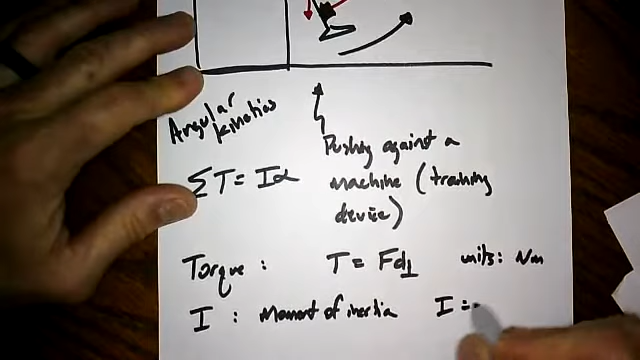 Angular
kinetics
Pushing against a
machine (training
device)
ΣT = Iα
Torque : T = Fd⊥ units: Nm
I : Moment of inertia I =